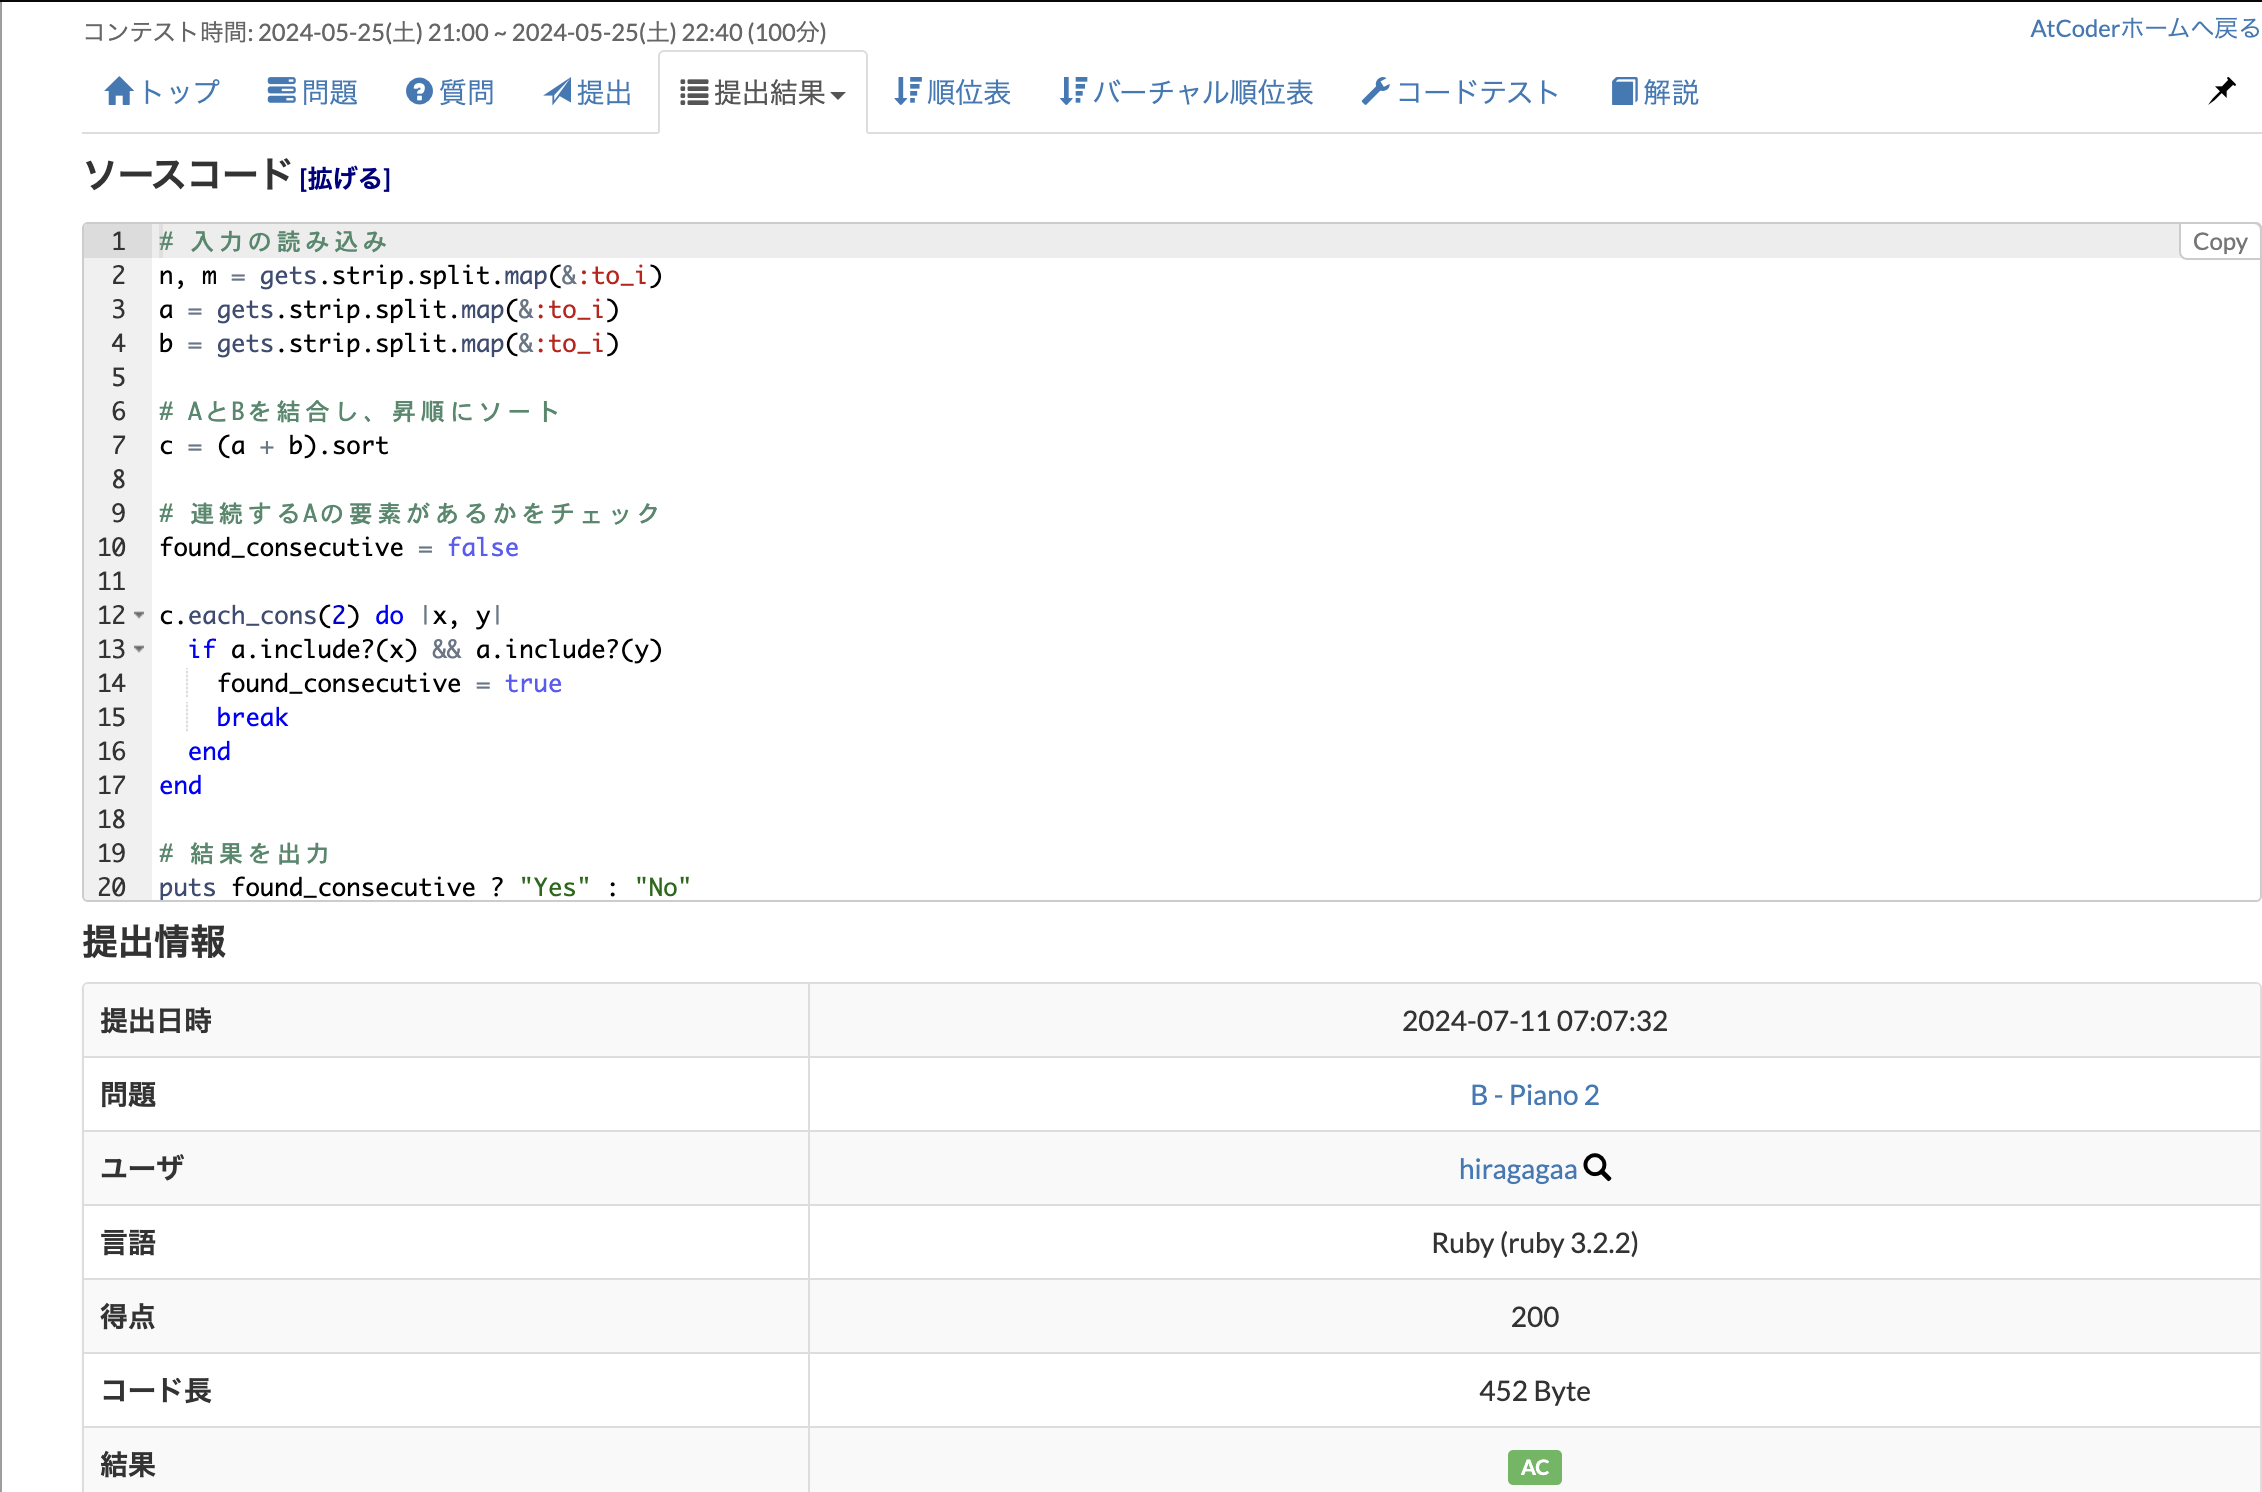 コンテスト時間: 2024-05-25(土) 21:00 ~ 2024-05-25(土) 22:40 (100分)
AtCoderホームへ戻る
トップ 問題 質問 提出 提出結果 順位表 バーチャル順位表 コードテスト 解説
ソースコード [拡げる]
Copy
1 # 入力の読み込み
2 n, m = gets.strip.split.map(&:to_i)
3 a = gets.strip.split.map(&:to_i)
4 b = gets.strip.split.map(&:to_i)
5
6 # AとBを結合し、昇順にソート
7 c = (a + b).sort
8
9 # 連続するAの要素があるかをチェック
10 found_consecutive = false
11
12 c.each_cons(2) do |x, y|
13   if a.include?(x) && a.include?(y)
14     found_consecutive = true
15     break
16   end
17 end
18
19 # 結果を出力
20 puts found_consecutive ? "Yes" : "No"
提出情報
提出日時 2024-07-11 07:07:32
問題 B - Piano 2
ユーザ hiragagaa
言語 Ruby (ruby 3.2.2)
得点 200
コード長 452 Byte
結果 AC